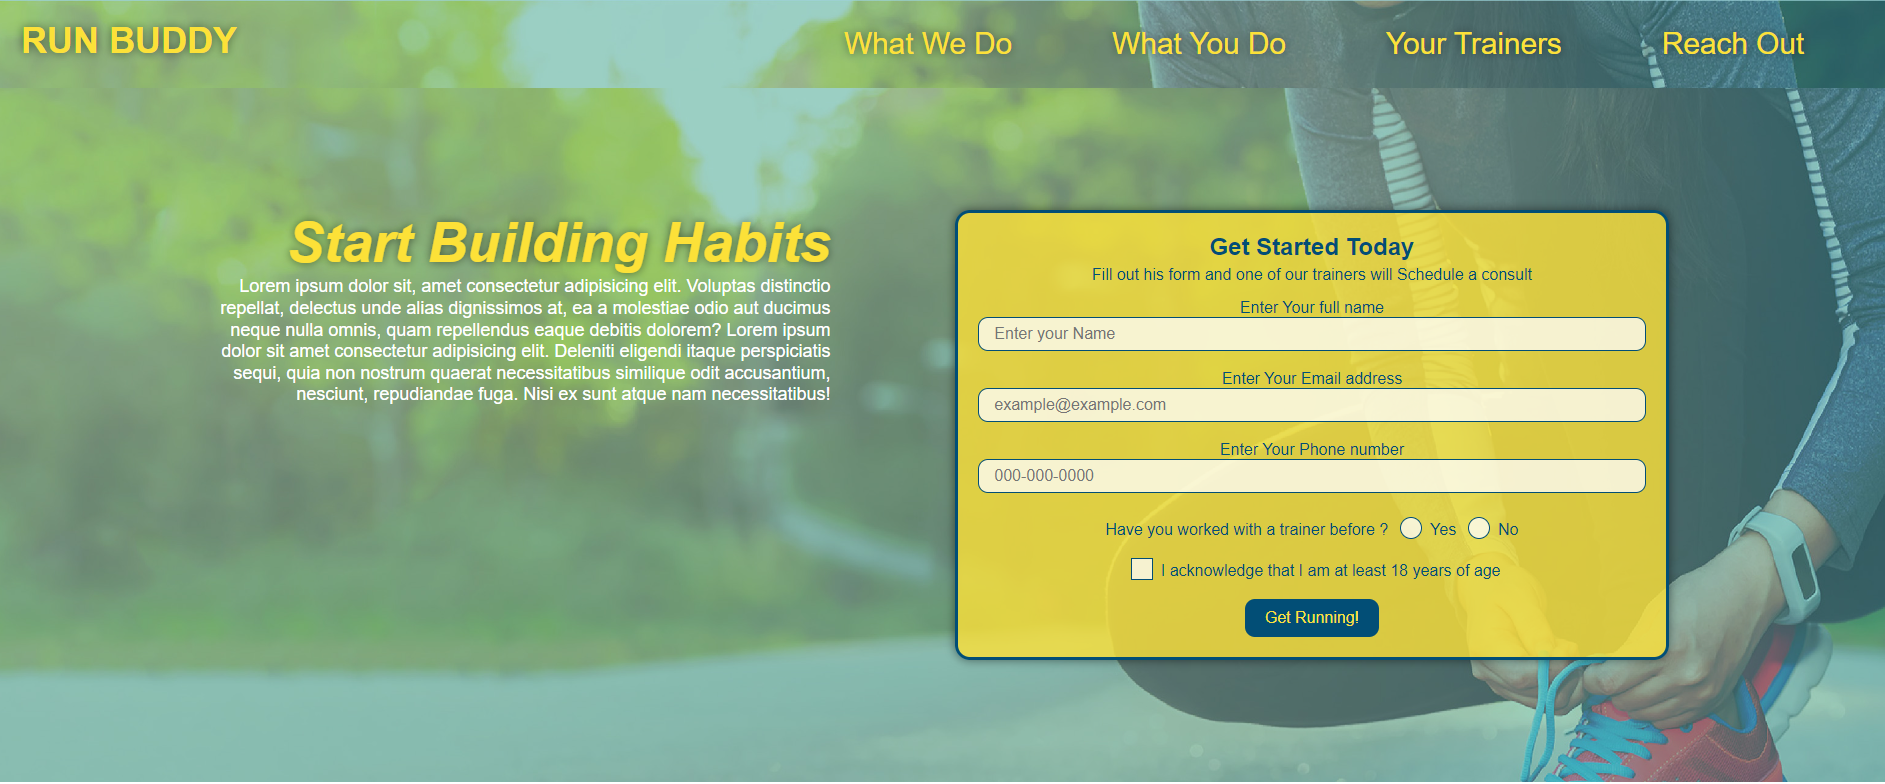 RUN BUDDY
What We Do
What You Do
Your Trainers
Reach Out
Start Building Habits
Lorem ipsum dolor sit, amet consectetur adipisicing elit. Voluptas distinctio
repellat, delectus unde alias dignissimos at, ea a molestiae odio aut ducimus
neque nulla omnis, quam repellendus eaque debitis dolorem? Lorem ipsum
dolor sit amet consectetur adipisicing elit. Deleniti eligendi itaque perspiciatis
sequi, quia non nostrum quaerat necessitatibus similique odit accusantium,
nesciunt, repudiandae fuga. Nisi ex sunt atque nam necessitatibus!
Get Started Today
Fill out his form and one of our trainers will Schedule a consult
Enter Your full name
Enter your Name
Enter Your Email address
example@example.com
Enter Your Phone number
000-000-0000
Have you worked with a trainer before ? Yes No
I acknowledge that I am at least 18 years of age
Get Running!